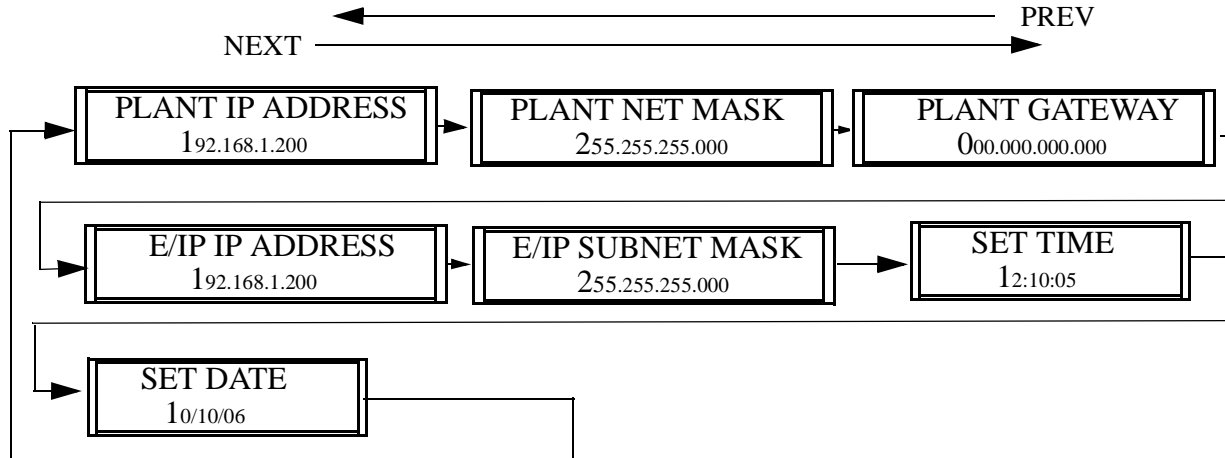 PREV
NEXT
PLANT IP ADDRESS
192.168.1.200
PLANT NET MASK
255.255.255.000
PLANT GATEWAY
000.000.000.000
E/IP IP ADDRESS
192.168.1.200
E/IP SUBNET MASK
255.255.255.000
SET TIME
12:10:05
SET DATE
10/10/06